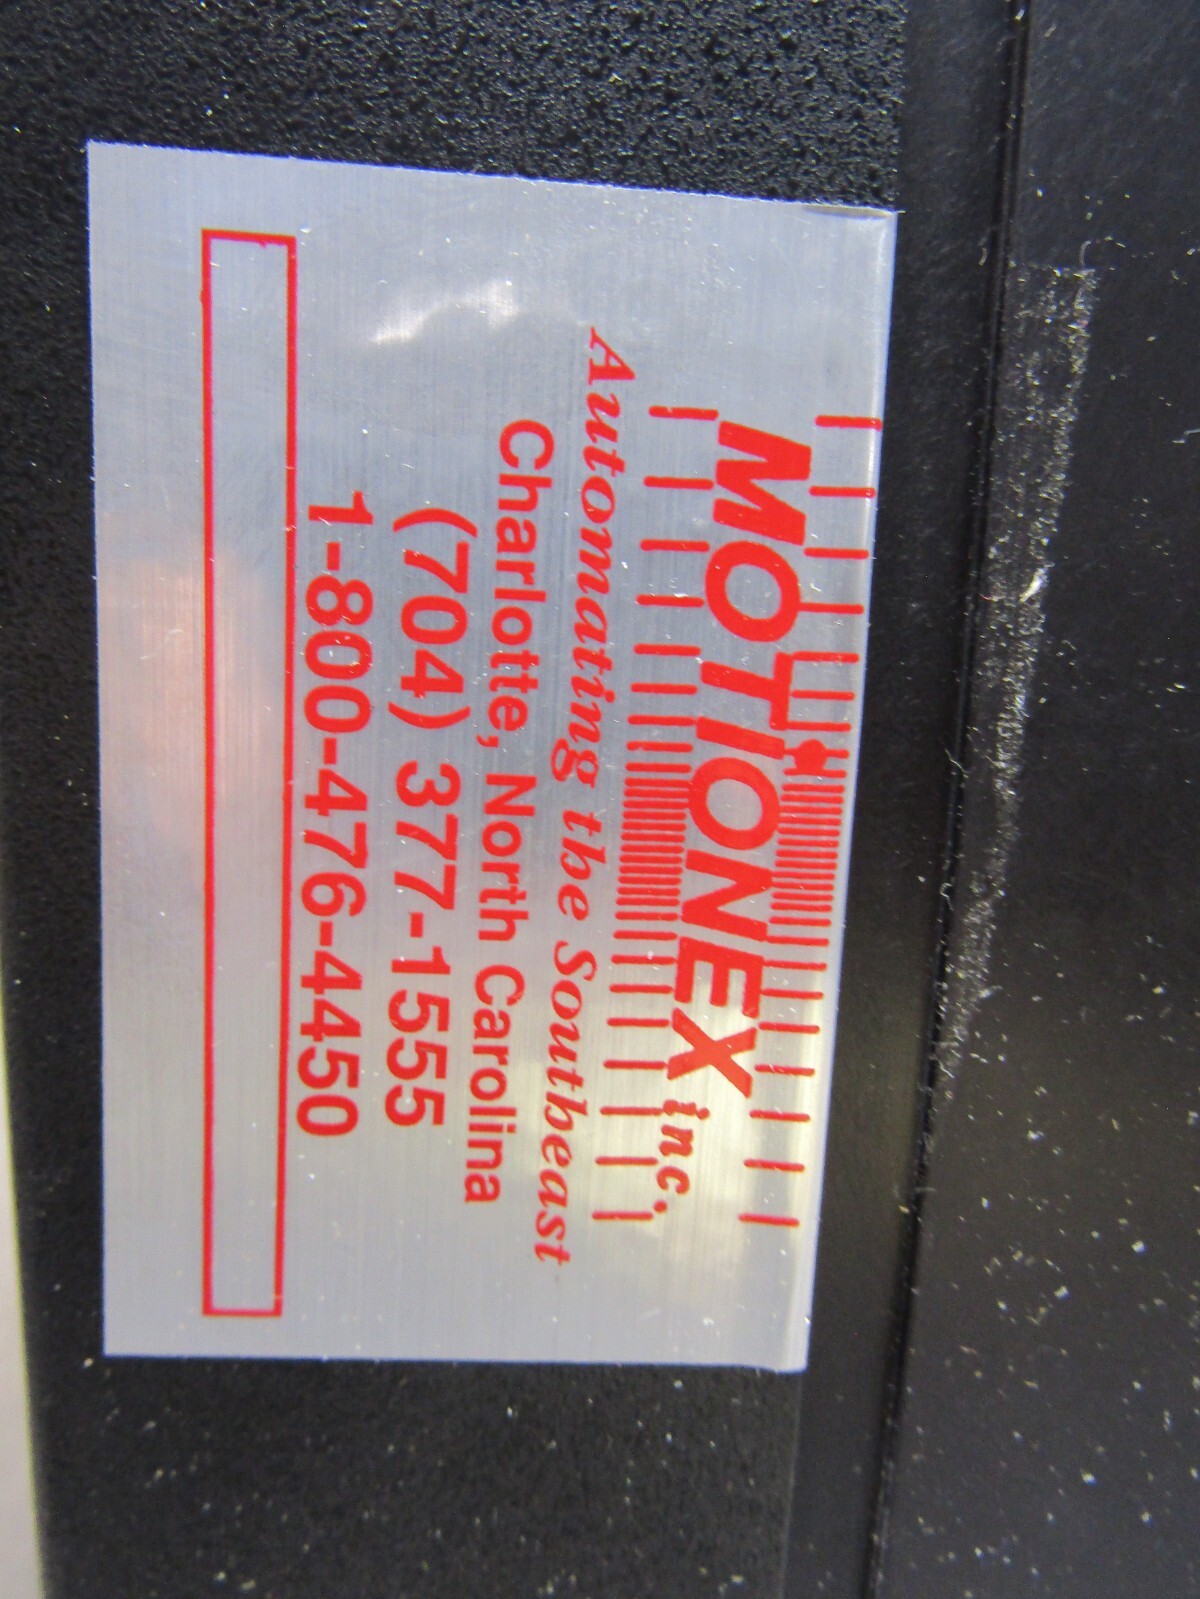 MOTIONEX inc.
Automating the Southeast
Charlotte, North Carolina
(704) 377-1555
1-800-476-4450